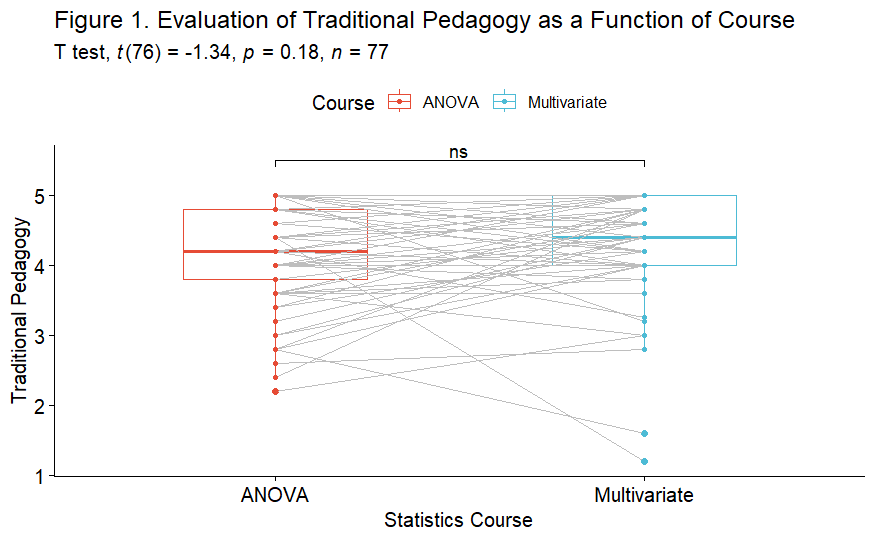 Figure 1. Evaluation of Traditional Pedagogy as a Function of Course
T test, t(76) = -1.34, p = 0.18, n = 77
Course ANOVA Multivariate
ns
5
4
3
2
1
Traditional Pedagogy
ANOVA Multivariate
Statistics Course